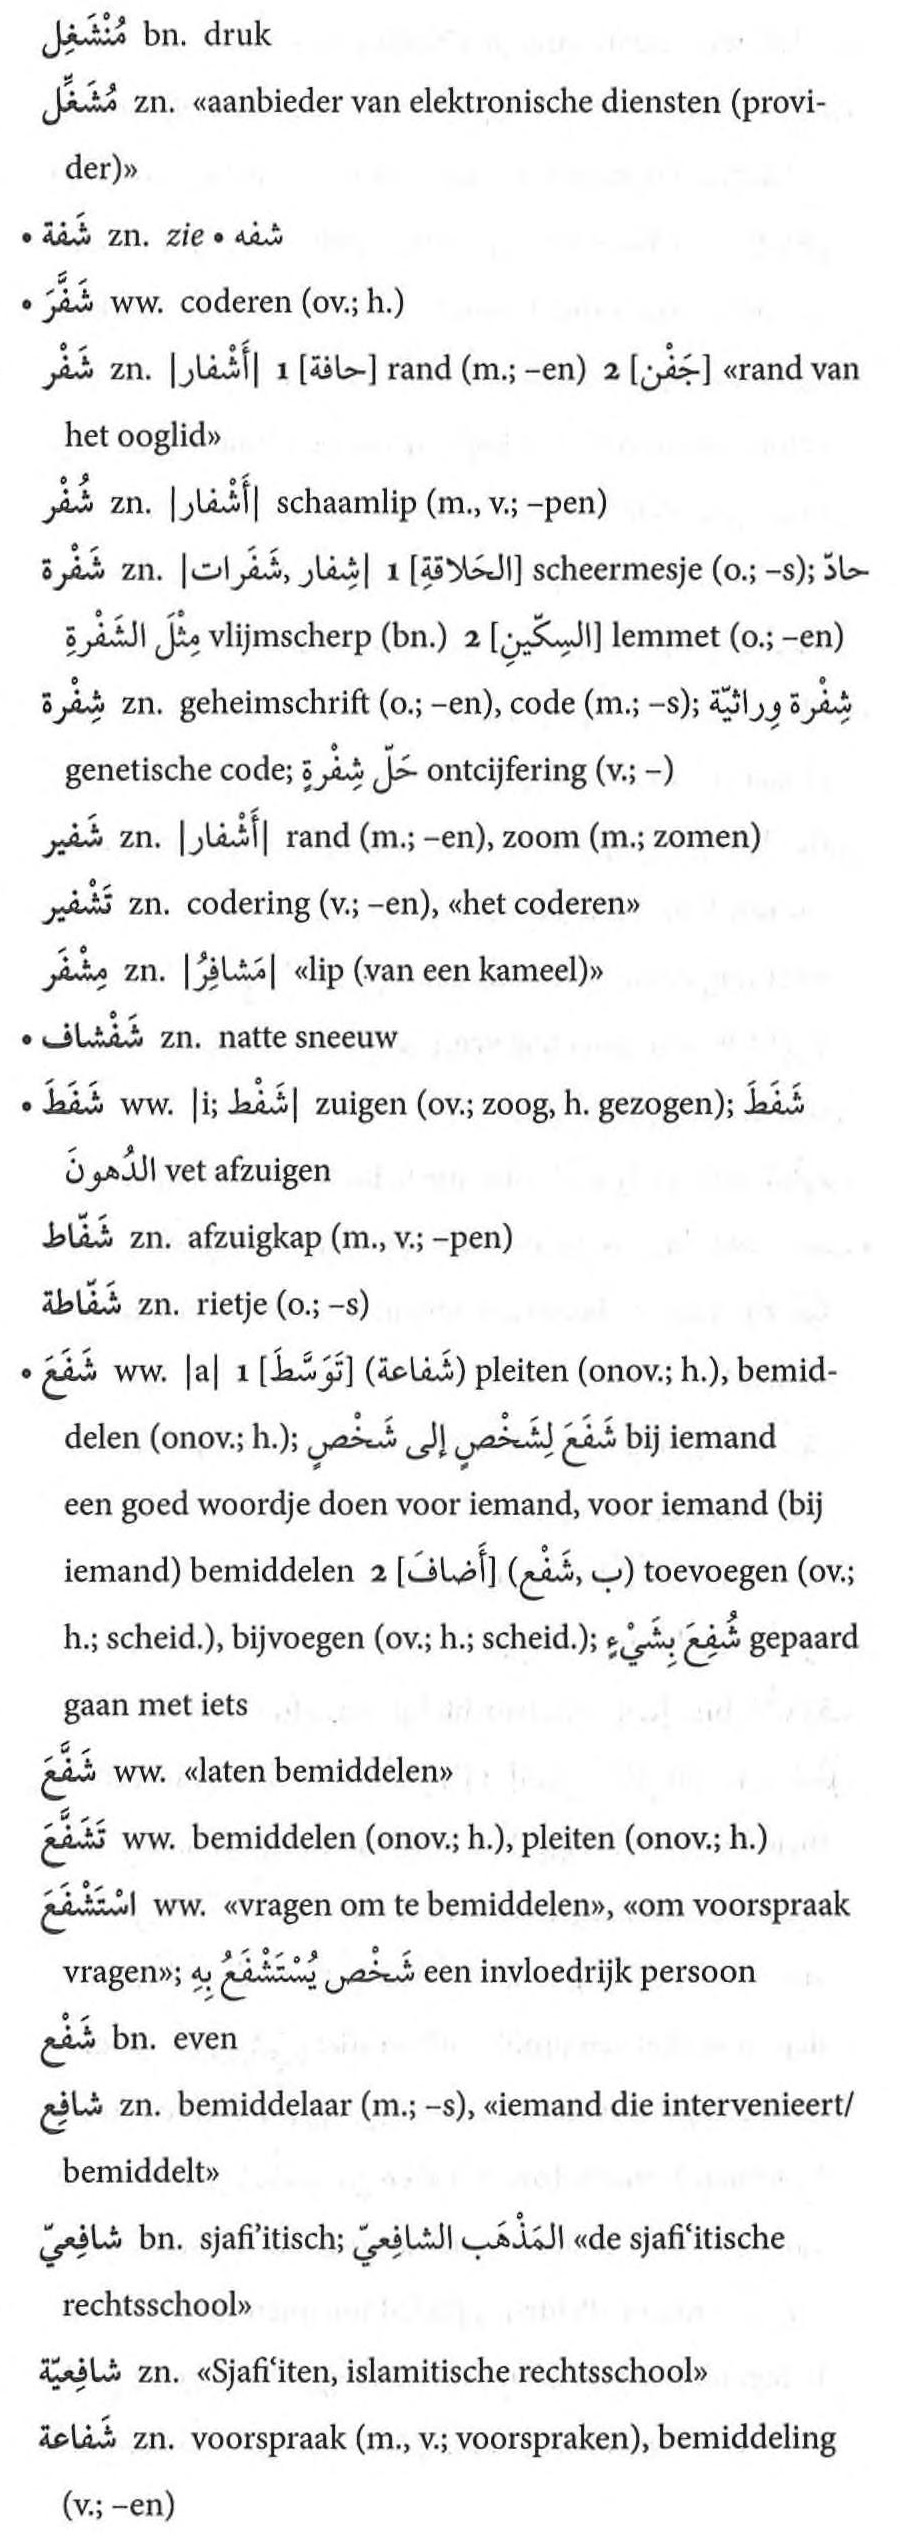 مُنْشَغِل bn. druk
مُشَغِّل zn. «aanbieder van elektronische diensten (provi-
der)»
• شَفة zn. zie • شفه
• شَفَّرَ ww. coderen (ov.; h.)
شَفْر zn. |أَشْفار| 1 [حافة] rand (m.; –en) 2 [جَفْن] «rand van
het ooglid»
شُفْر zn. |أَشْفار| schaamlip (m., v.; –pen)
شَفْرة zn. |شِفار, شَفَرات| 1 [الحَلاقةِ] scheermesje (o.; –s); حادّ
مِثْلَ الشَفْرةِ vlijmscherp (bn.) 2 [السِكّينِ] lemmet (o.; –en)
شِفْرة zn. geheimschrift (o.; –en), code (m.; –s); شِفْرة وِراثيّة
genetische code; حَلّ شِفْرةٍ ontcijfering (v.; –)
شَفير zn. |أَشْفار| rand (m.; –en), zoom (m.; zomen)
تَشْفير zn. codering (v.; –en), «het coderen»
مِشْفَر zn. |مَشافِرُ| «lip (van een kameel)»
• شَفْشاف zn. natte sneeuw
• شَفَطَ ww. |i; شَفْط| zuigen (ov.; zoog, h. gezogen); شَفَطَ
الدُهونَ vet afzuigen
شَفّاط zn. afzuigkap (m., v.; –pen)
شَفّاطة zn. rietje (o.; –s)
• شَفَعَ ww. |a| 1 [تَوَسَّطَ] (شَفاعة) pleiten (onov.; h.), bemid-
delen (onov.; h.); شَفَعَ لِشَخْصٍ إلى شَخْصٍ bij iemand
een goed woordje doen voor iemand, voor iemand (bij
iemand) bemiddelen 2 [أَضافَ] (شَفْع, بِ) toevoegen (ov.;
h.; scheid.), bijvoegen (ov.; h.; scheid.); شُفِعَ بِشَيْءٍ gepaard
gaan met iets
شَفَّعَ ww. «laten bemiddelen»
تَشَفَّعَ ww. bemiddelen (onov.; h.), pleiten (onov.; h.)
اسْتَشْفَعَ ww. «vragen om te bemiddelen», «om voorspraak
vragen»; شَخْص يُسْتَشْفَعُ بِهِ een invloedrijk persoon
شَفْع bn. even
شافِع zn. bemiddelaar (m.; –s), «iemand die intervenieert/
bemiddelt»
شافِعيّ bn. sjafi’itisch; المَذْهَب الشافِعيّ «de sjafi‘itische
rechtsschool»
شافِعيّة zn. «Sjafi‘iten, islamitische rechtsschool»
شَفاعة zn. voorspraak (m., v.; voorspraken), bemiddeling
(v.; –en)